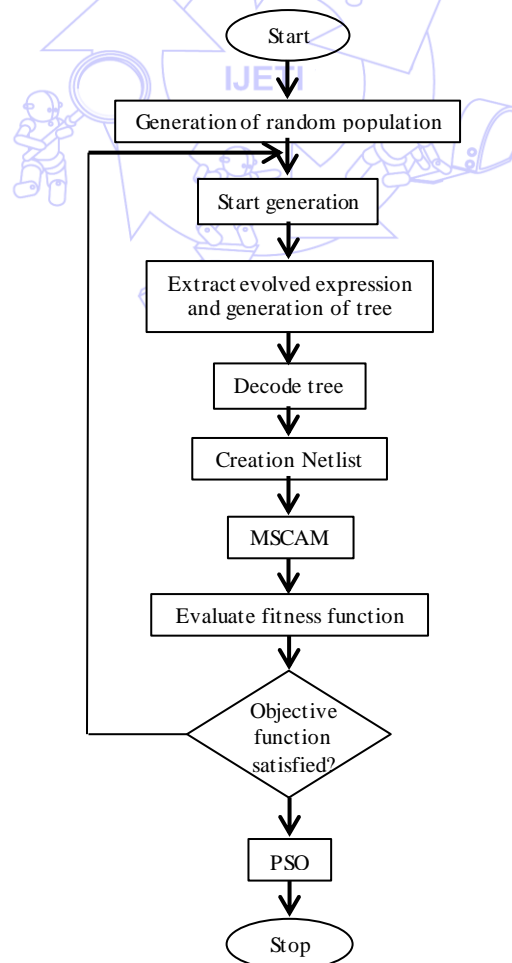 Start
IJETI
Generation of random population
Start generation
Extract evolved expression
and generation of tree
Decode tree
Creation Netlist
MSCAM
Evaluate fitness function
Objective
function
satisfied?
PSO
Stop